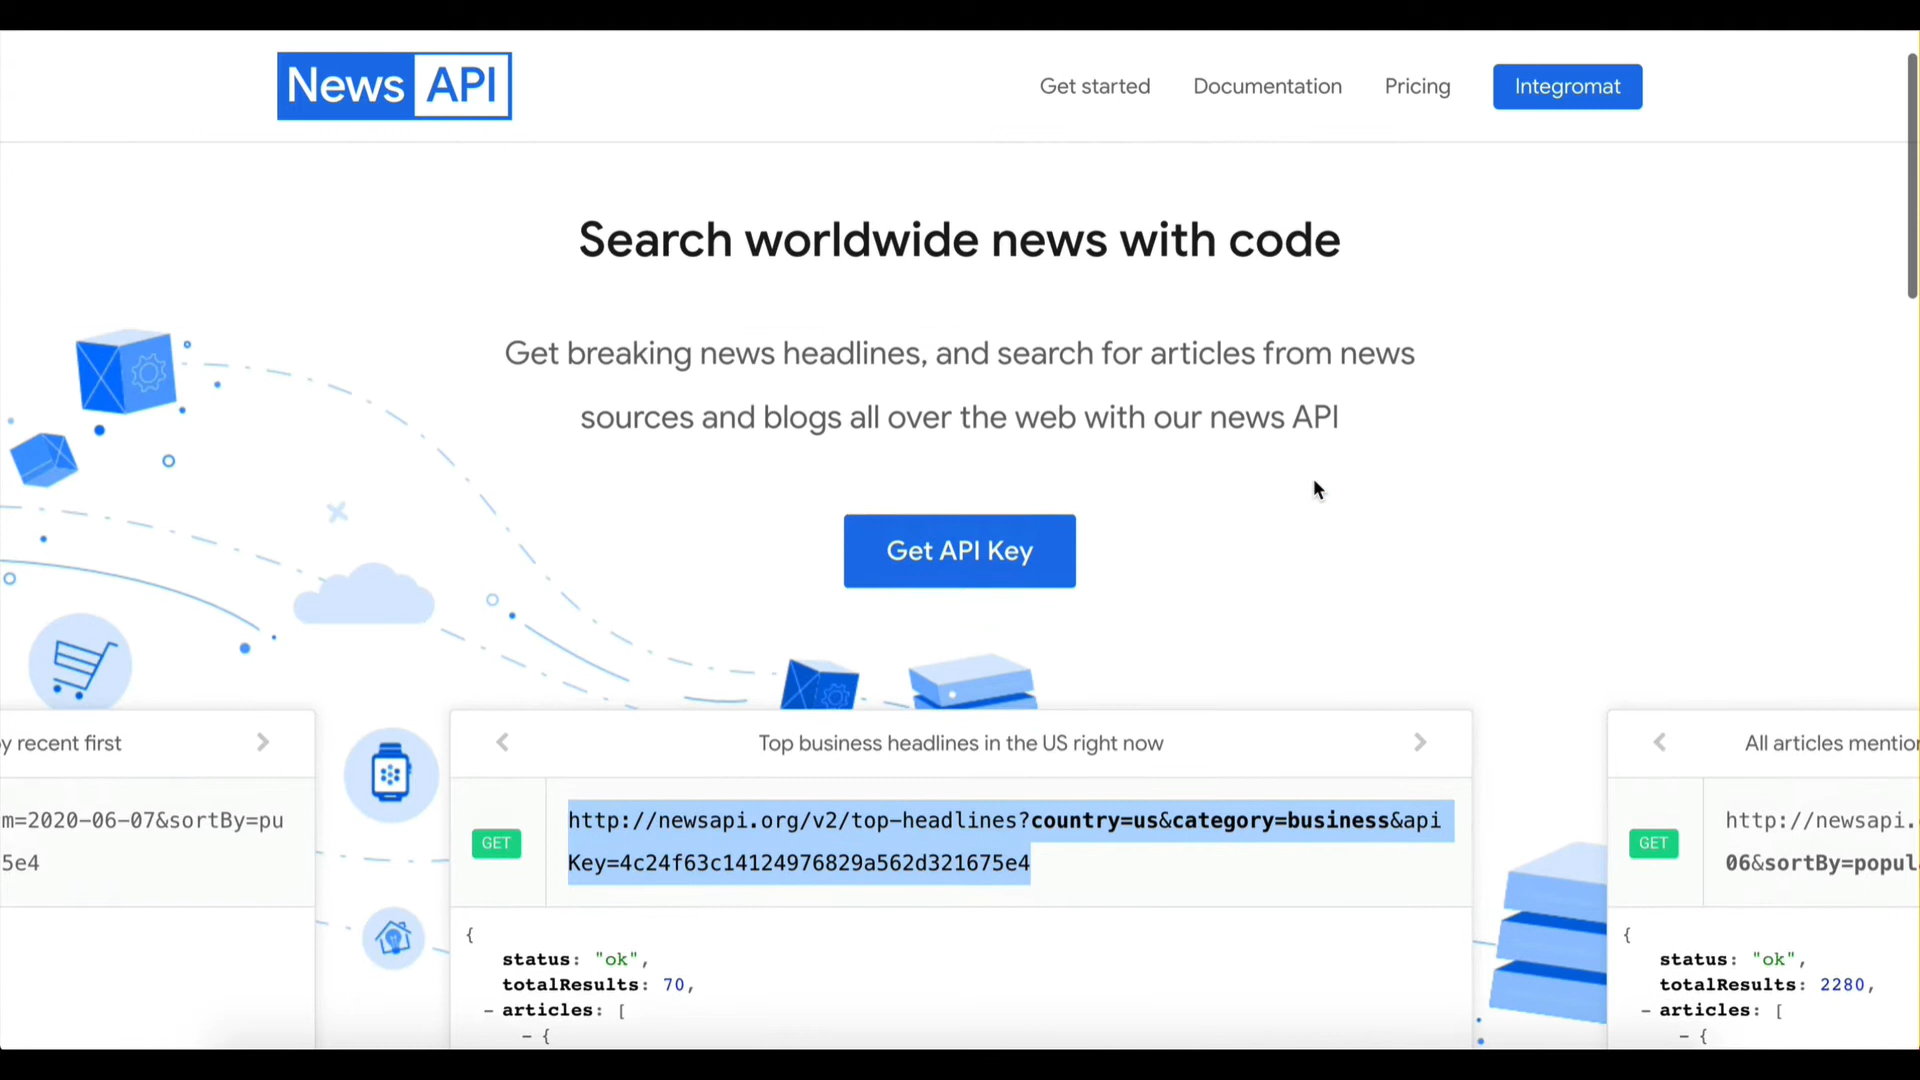 News API
Get started
Documentation
Pricing
Integromat
Search worldwide news with code
Get breaking news headlines, and search for articles from news
sources and blogs all over the web with our news API
Get API Key
y recent first
m=2020-06-07&sortBy=pu
5e4
Top business headlines in the US right now
GET
http://newsapi.org/v2/top-headlines?country=us&category=business&api
Key=4c24f63c14124976829a562d321675e4
{
status: "ok",
totalResults: 70,
- articles: [
- {
All articles mention
GET
http://newsapi.
06&sortBy=popul
{
status: "ok",
totalResults: 2280,
- articles: [
- {